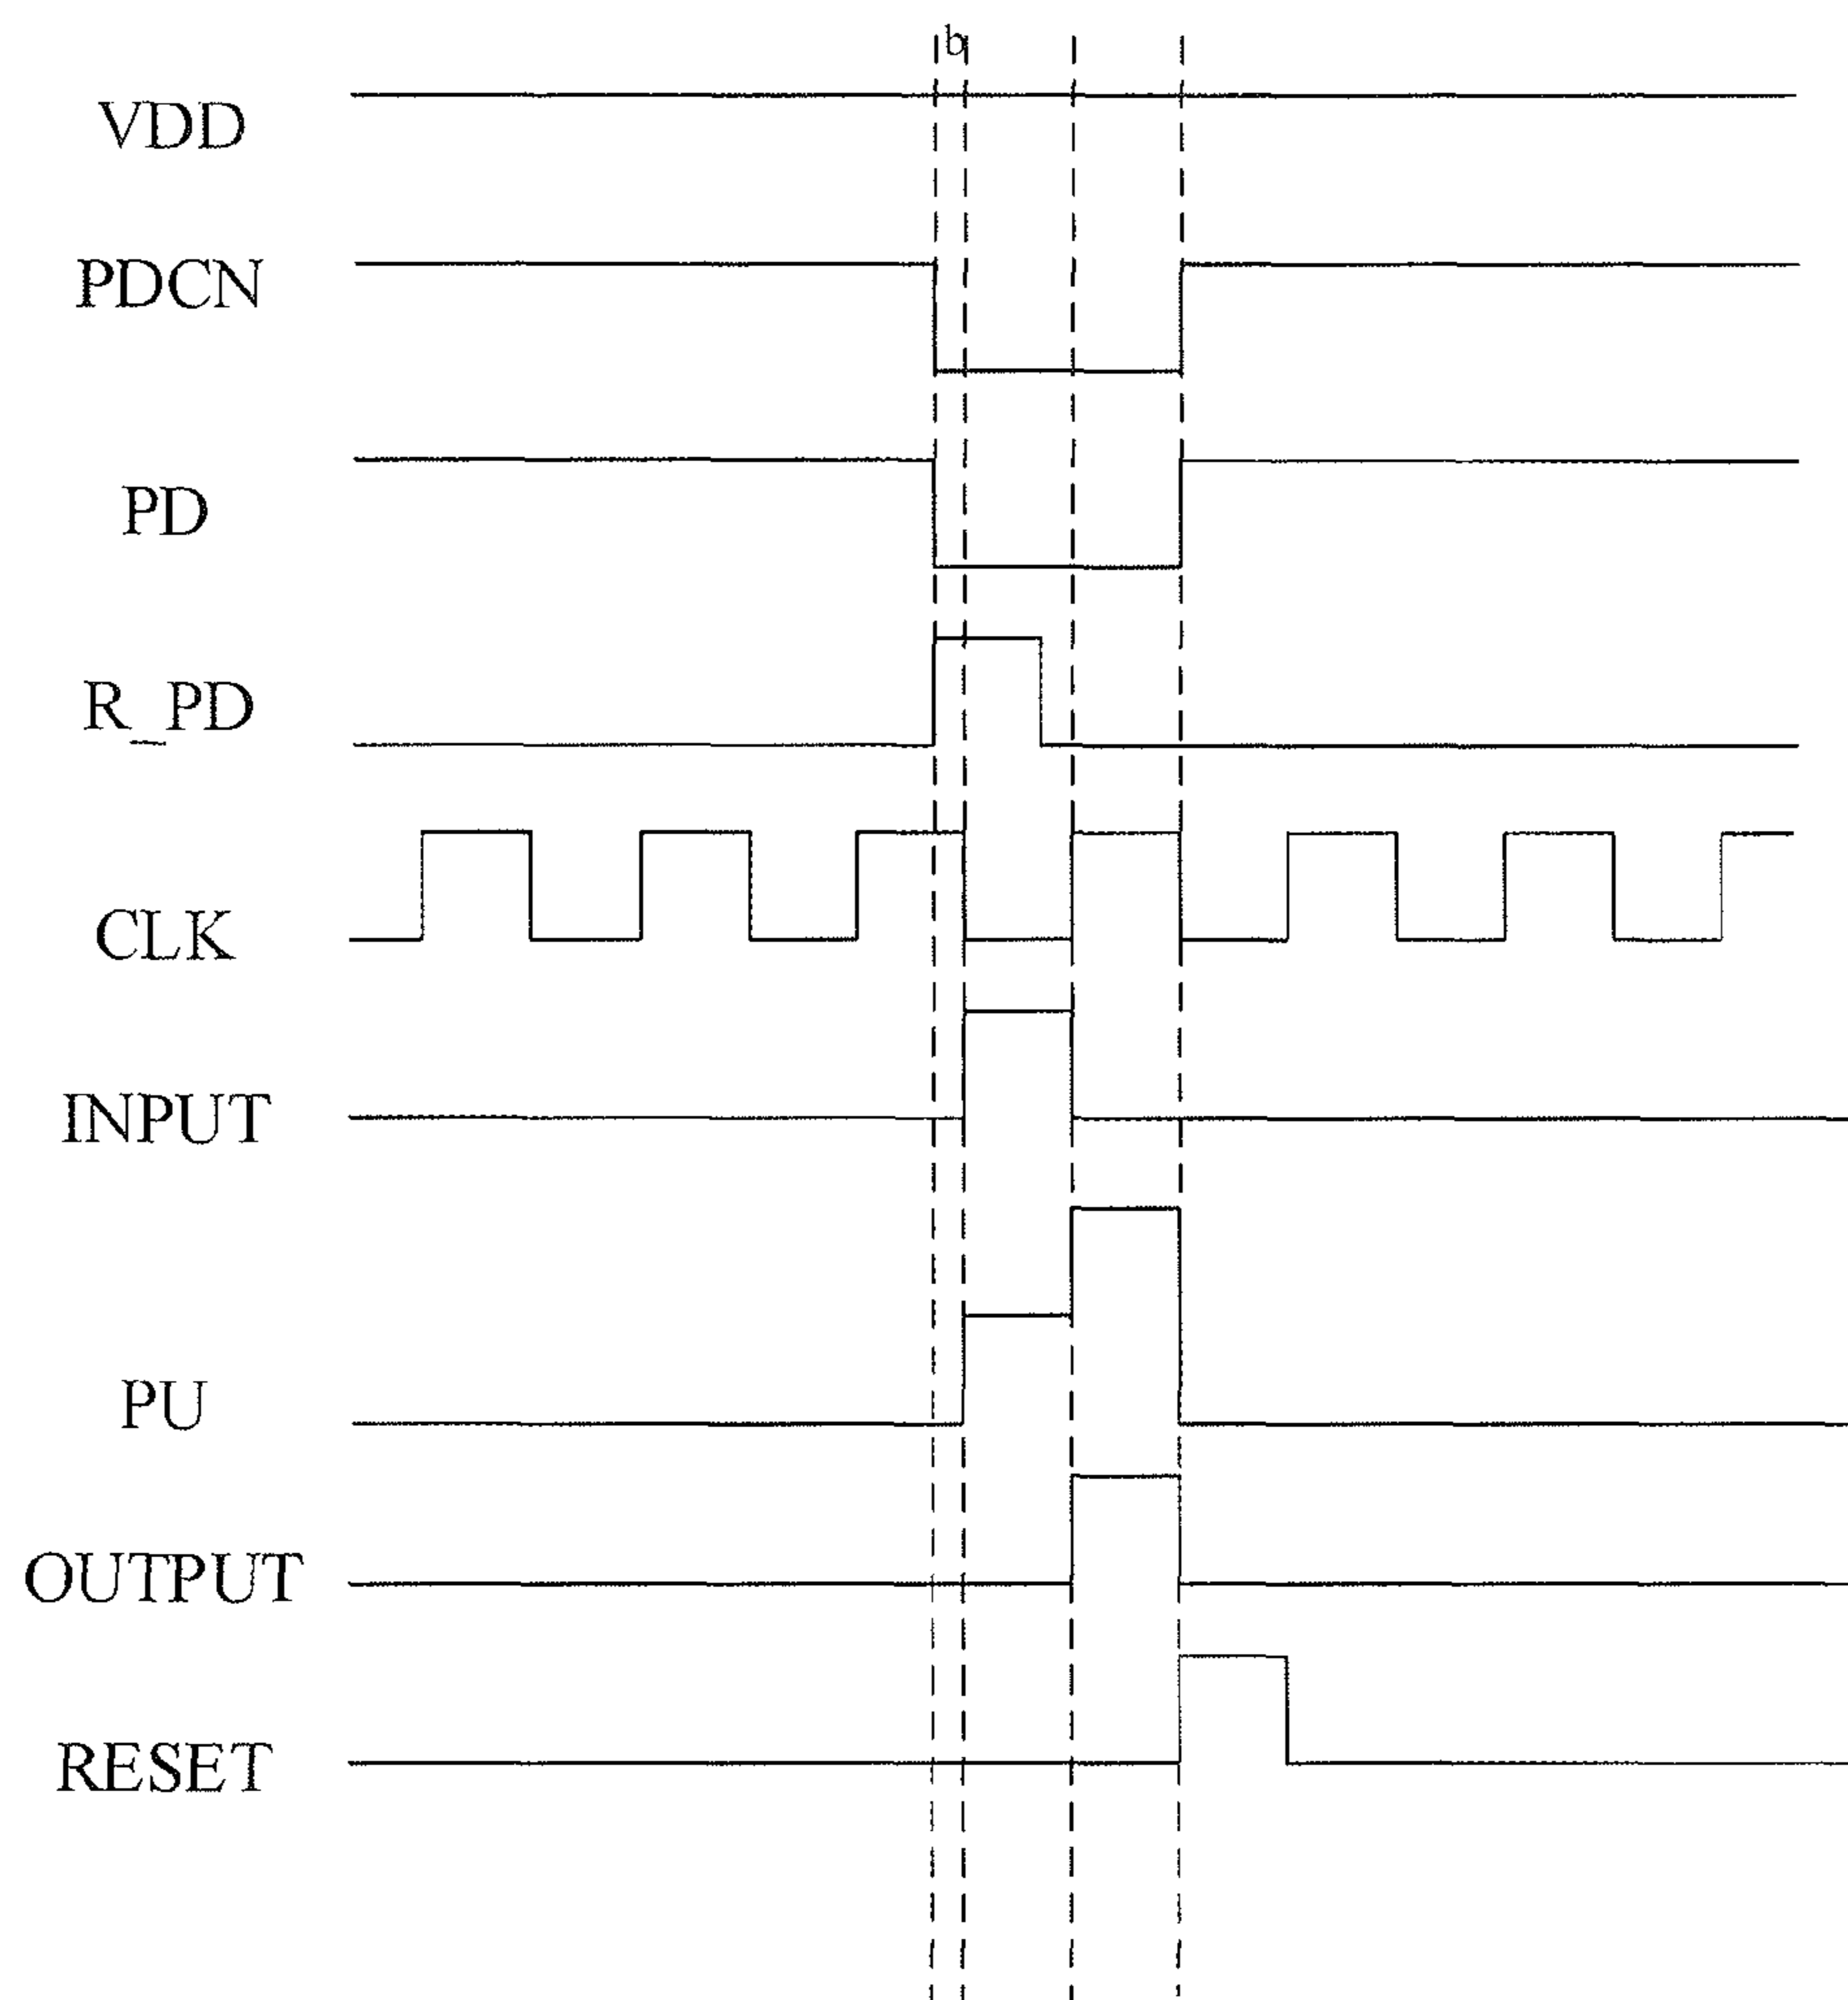 b
VDD
PDCN
PD
R_PD
CLK
INPUT
PU
OUTPUT
RESET